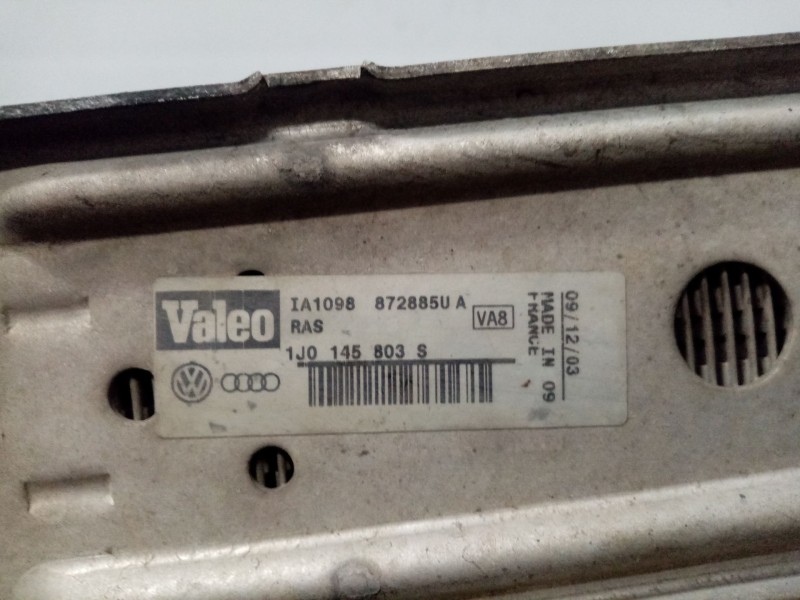 Valeo
IA1098 872885U A
RAS
VA8
1J0 145 803 S
09/12/03
MADE IN 09
FRANCE